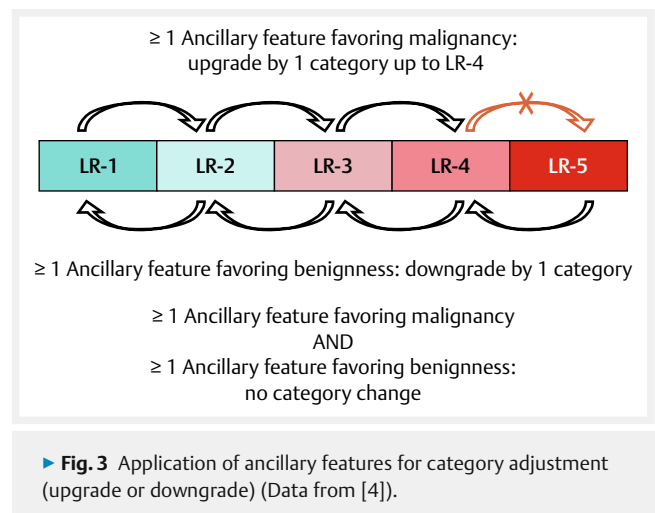 ≥ 1 Ancillary feature favoring malignancy:
upgrade by 1 category up to LR-4
LR-1 LR-2 LR-3 LR-4 LR-5
≥ 1 Ancillary feature favoring benignness: downgrade by 1 category
≥ 1 Ancillary feature favoring malignancy
AND
≥ 1 Ancillary feature favoring benignness:
no category change
► Fig. 3 Application of ancillary features for category adjustment
(upgrade or downgrade) (Data from [4]).